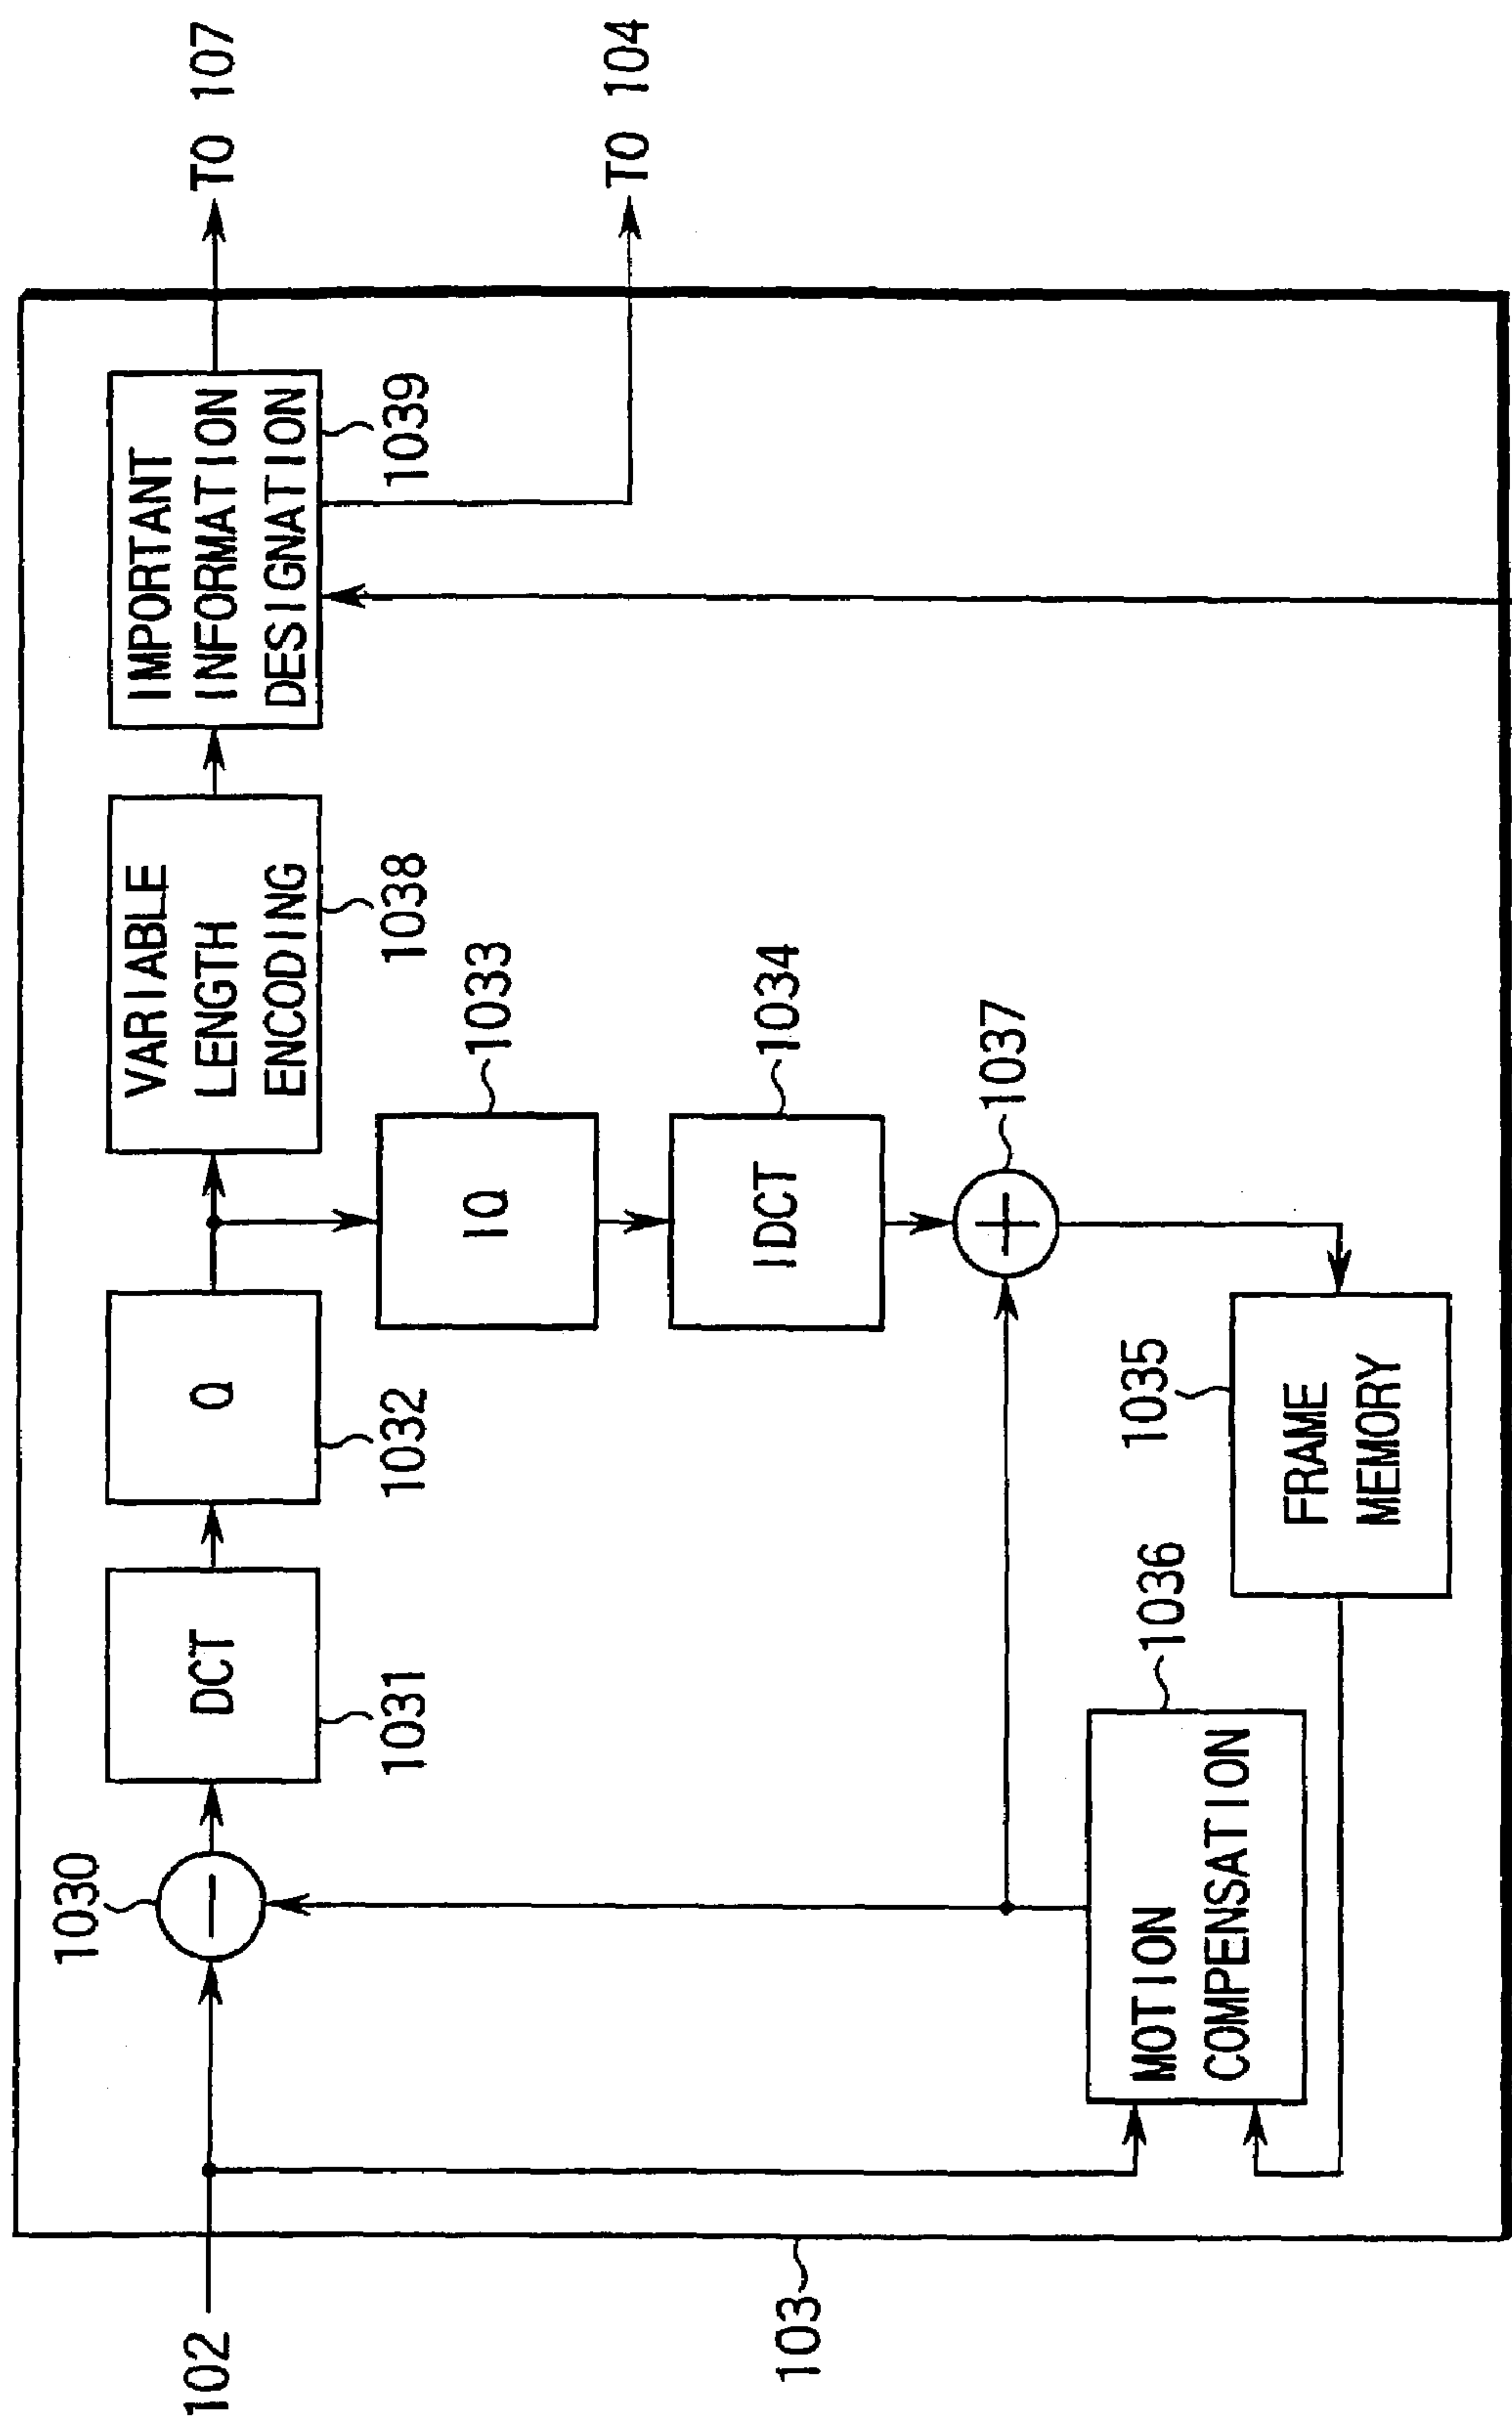 1030
102
DCT
1031
Q
1032
VARIABLE
LENGTH
ENCODING
1038
IMPORTANT
INFORMATION
DESIGNATION
1039
TO 107
TO 104
IQ
1033
IDCT
1034
1037
MOTION
COMPENSATION
1036
FRAME
MEMORY
1035
103